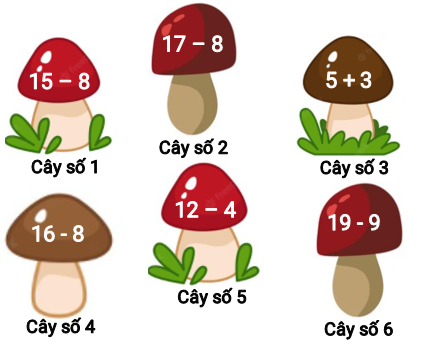 15 – 8
Cây số 1
17 – 8
Cây số 2
5 + 3
Cây số 3
16 - 8
Cây số 4
12 – 4
Cây số 5
19 - 9
Cây số 6